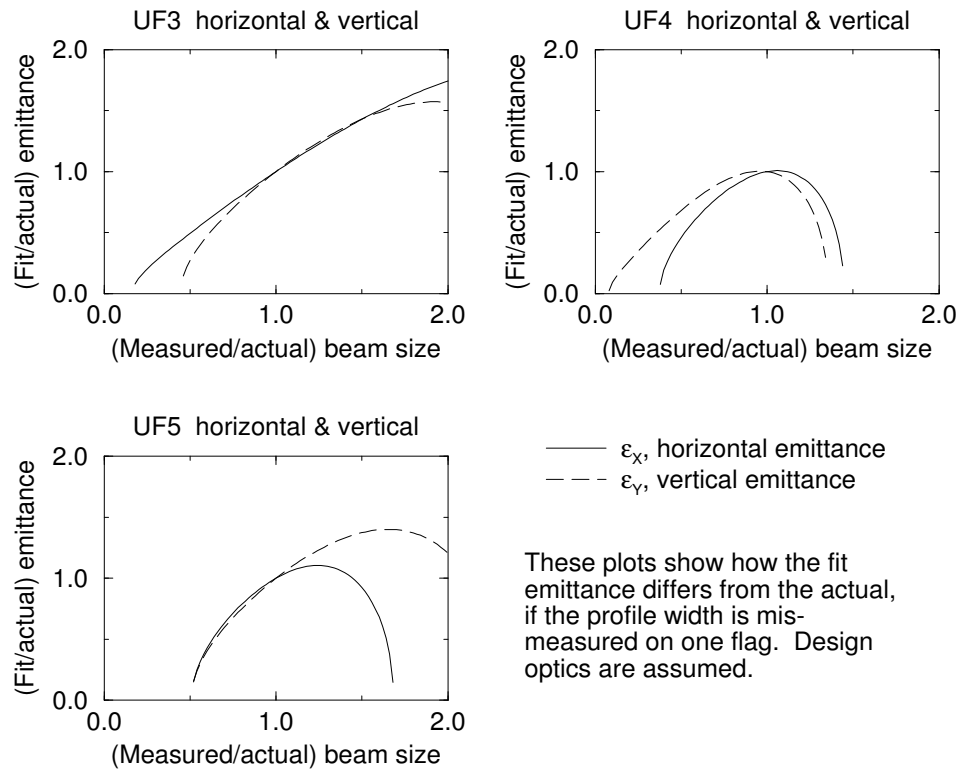 UF3 horizontal & vertical
2.0
1.0
0.0
(Fit/actual) emittance
0.0 1.0 2.0
(Measured/actual) beam size
UF4 horizontal & vertical
2.0
1.0
0.0
(Fit/actual) emittance
0.0 1.0 2.0
(Measured/actual) beam size
UF5 horizontal & vertical
2.0
1.0
0.0
(Fit/actual) emittance
0.0 1.0 2.0
(Measured/actual) beam size
εX, horizontal emittance
εY, vertical emittance
These plots show how the fit
emittance differs from the actual,
if the profile width is mis-
measured on one flag. Design
optics are assumed.